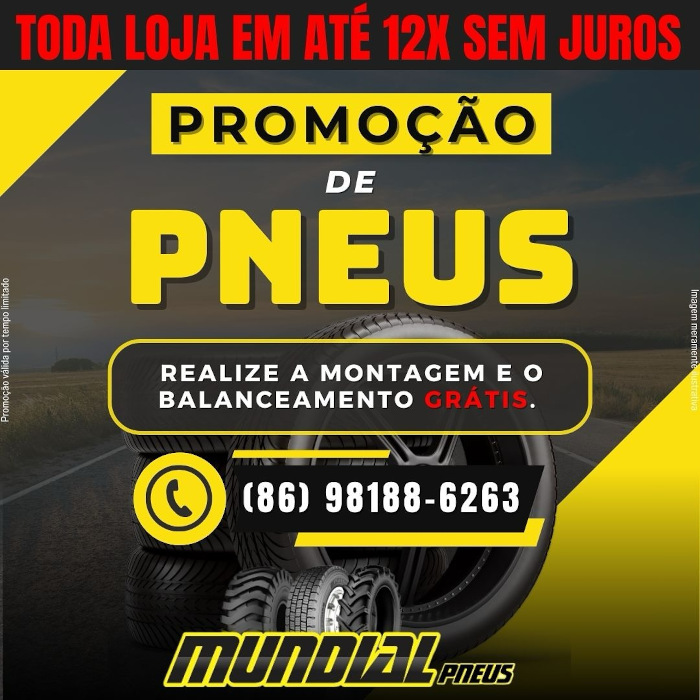 TODA LOJA EM ATÉ 12X SEM JUROS
PROMOÇÃO
DE
PNEUS
REALIZE A MONTAGEM E O
BALANCEAMENTO GRÁTIS.
(86) 98188-6263
MUNDIAL PNEUS
Promoção válida por tempo limitado
Imagem meramente ilustrativa